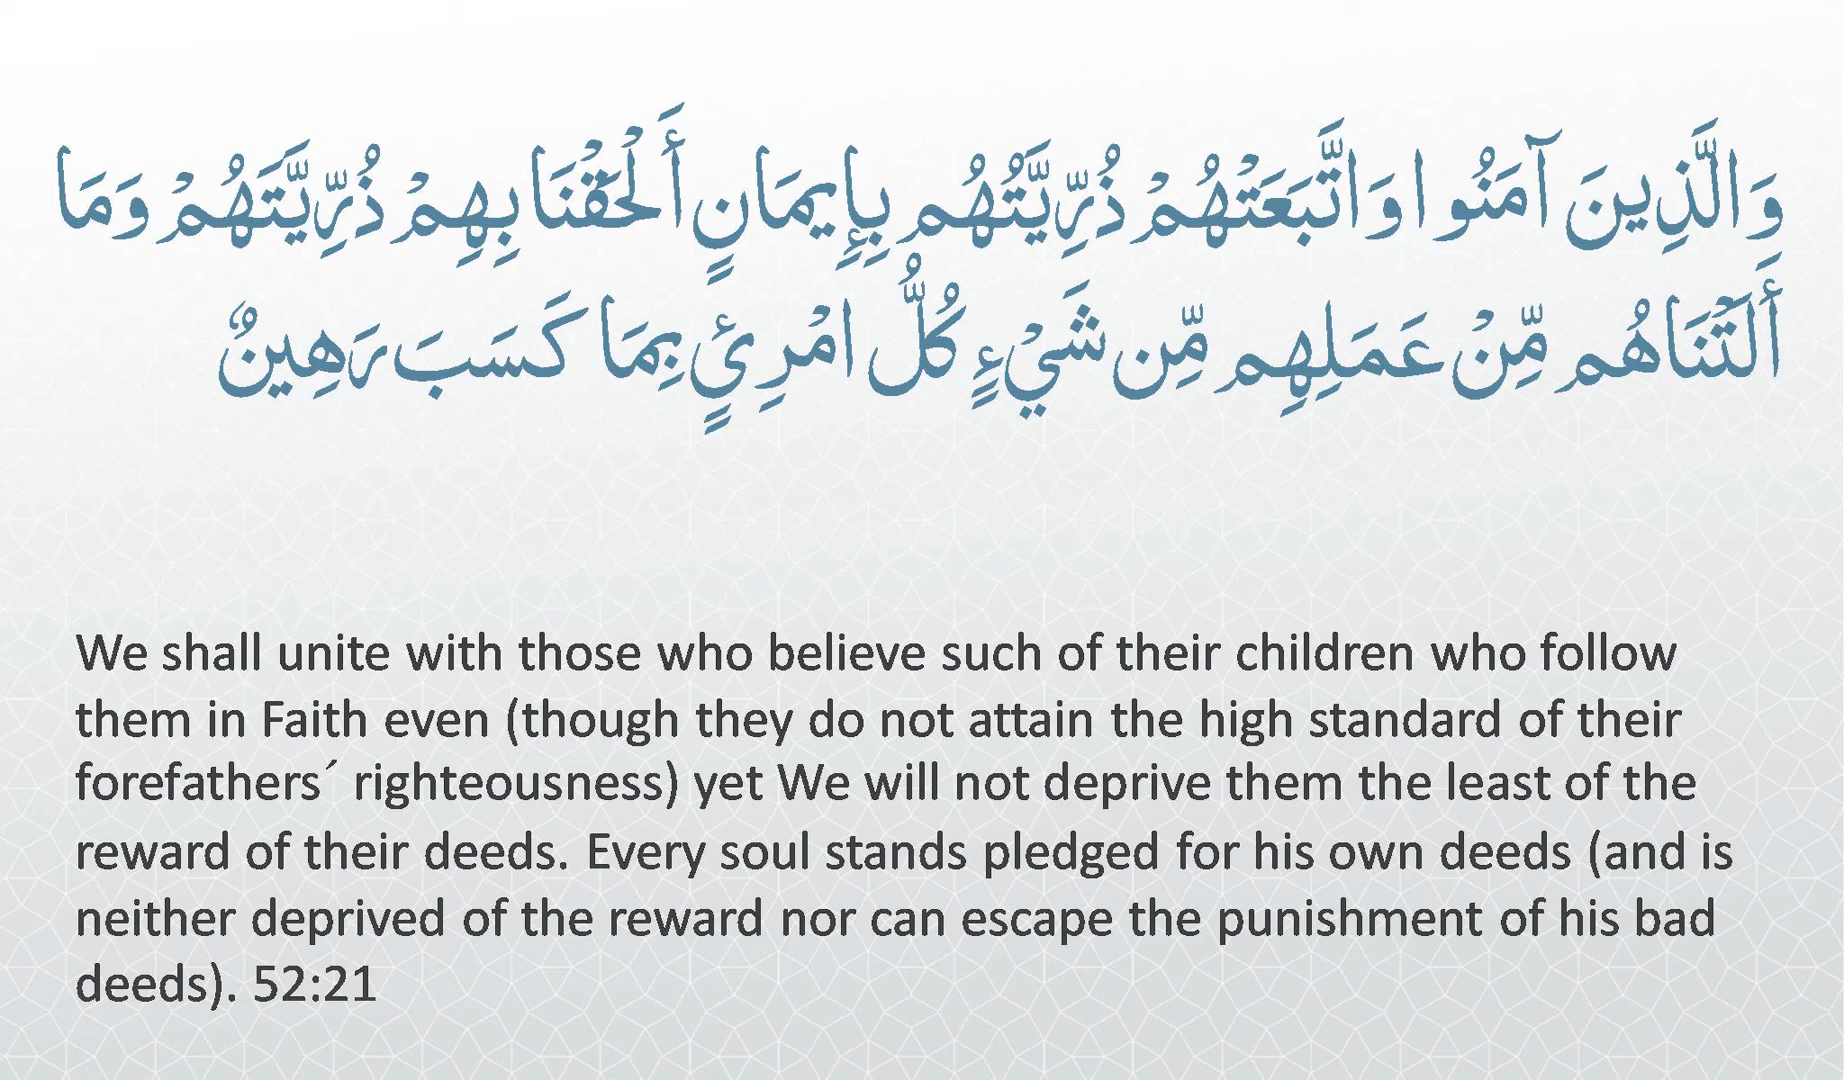 وَالَّذِينَ آمَنُوا وَاتَّبَعَتْهُمْ ذُرِّيَّتُهُم بِإِيمَانٍ أَلْحَقْنَا بِهِمْ ذُرِّيَّتَهُمْ وَمَا
أَلَتْنَاهُم مِّنْ عَمَلِهِم مِّن شَيْءٍ كُلُّ امْرِئٍ بِمَا كَسَبَ رَهِينٌ
We shall unite with those who believe such of their children who follow
them in Faith even (though they do not attain the high standard of their
forefathers´ righteousness) yet We will not deprive them the least of the
reward of their deeds. Every soul stands pledged for his own deeds (and is
neither deprived of the reward nor can escape the punishment of his bad
deeds). 52:21